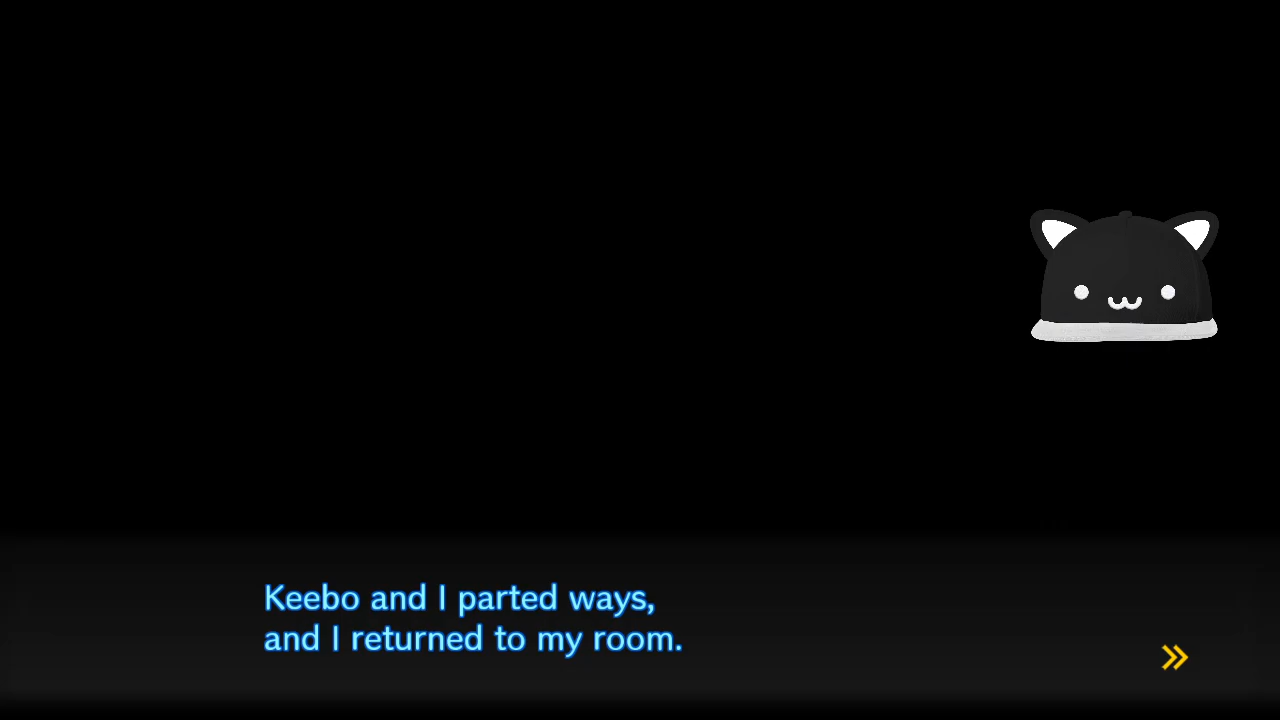 Keebo and I parted ways,
and I returned to my room.